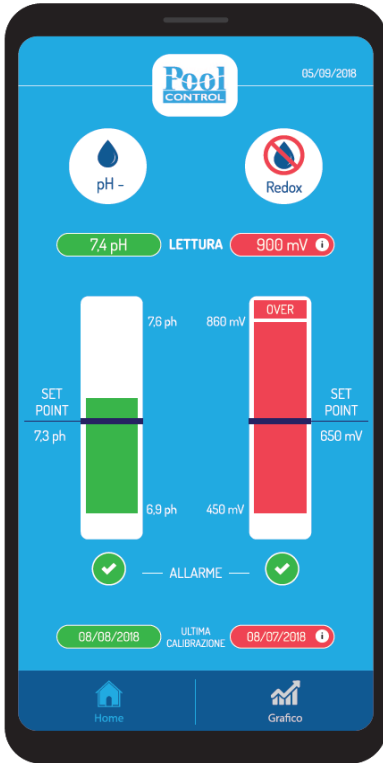 Pool
CONTROL
05/09/2018
pH -
Redox
7,4 pH
LETTURA
900 mV
i
7,6 ph
860 mV
OVER
SET
POINT
7,3 ph
SET
POINT
650 mV
6,9 ph
450 mV
ALLARME
08/08/2018
ULTIMA
CALIBRAZIONE
08/07/2018
i
Home
Grafico